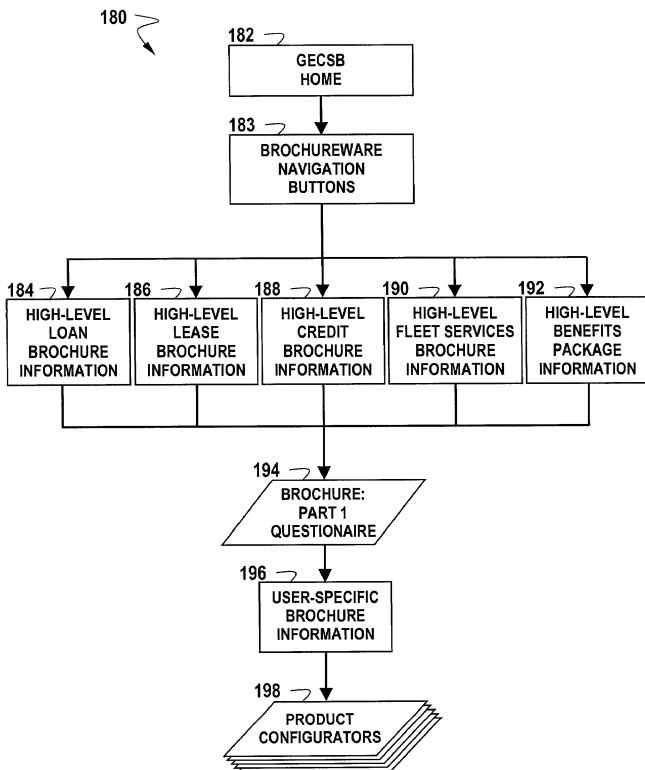 180
182
GECSB
HOME
183
BROCHUREWARE
NAVIGATION
BUTTONS
184
HIGH-LEVEL
LOAN
BROCHURE
INFORMATION
186
HIGH-LEVEL
LEASE
BROCHURE
INFORMATION
188
HIGH-LEVEL
CREDIT
BROCHURE
INFORMATION
190
HIGH-LEVEL
FLEET SERVICES
BROCHURE
INFORMATION
192
HIGH-LEVEL
BENEFITS
PACKAGE
INFORMATION
194
BROCHURE:
PART 1
QUESTIONAIRE
196
USER-SPECIFIC
BROCHURE
INFORMATION
198
PRODUCT
CONFIGURATORS